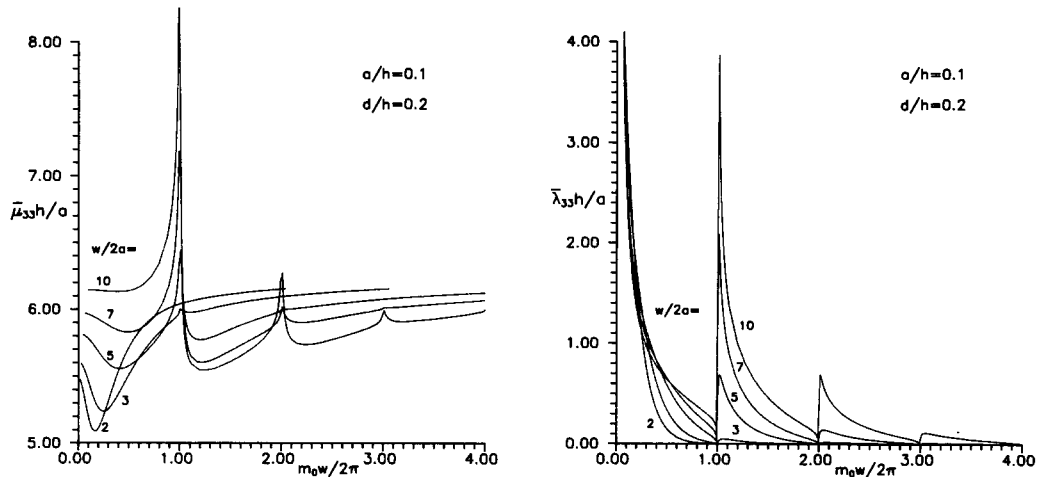 8.00
7.00
6.00
5.00
μ̄₃₃h/a
a/h=0.1
d/h=0.2
w/2a=
10
7
5
3
2
0.00 1.00 2.00 3.00 4.00
m₀w/2π
4.00
3.00
2.00
1.00
0.00
λ̄₃₃h/a
a/h=0.1
d/h=0.2
w/2a=
10
7
5
3
2
0.00 1.00 2.00 3.00 4.00
m₀w/2π